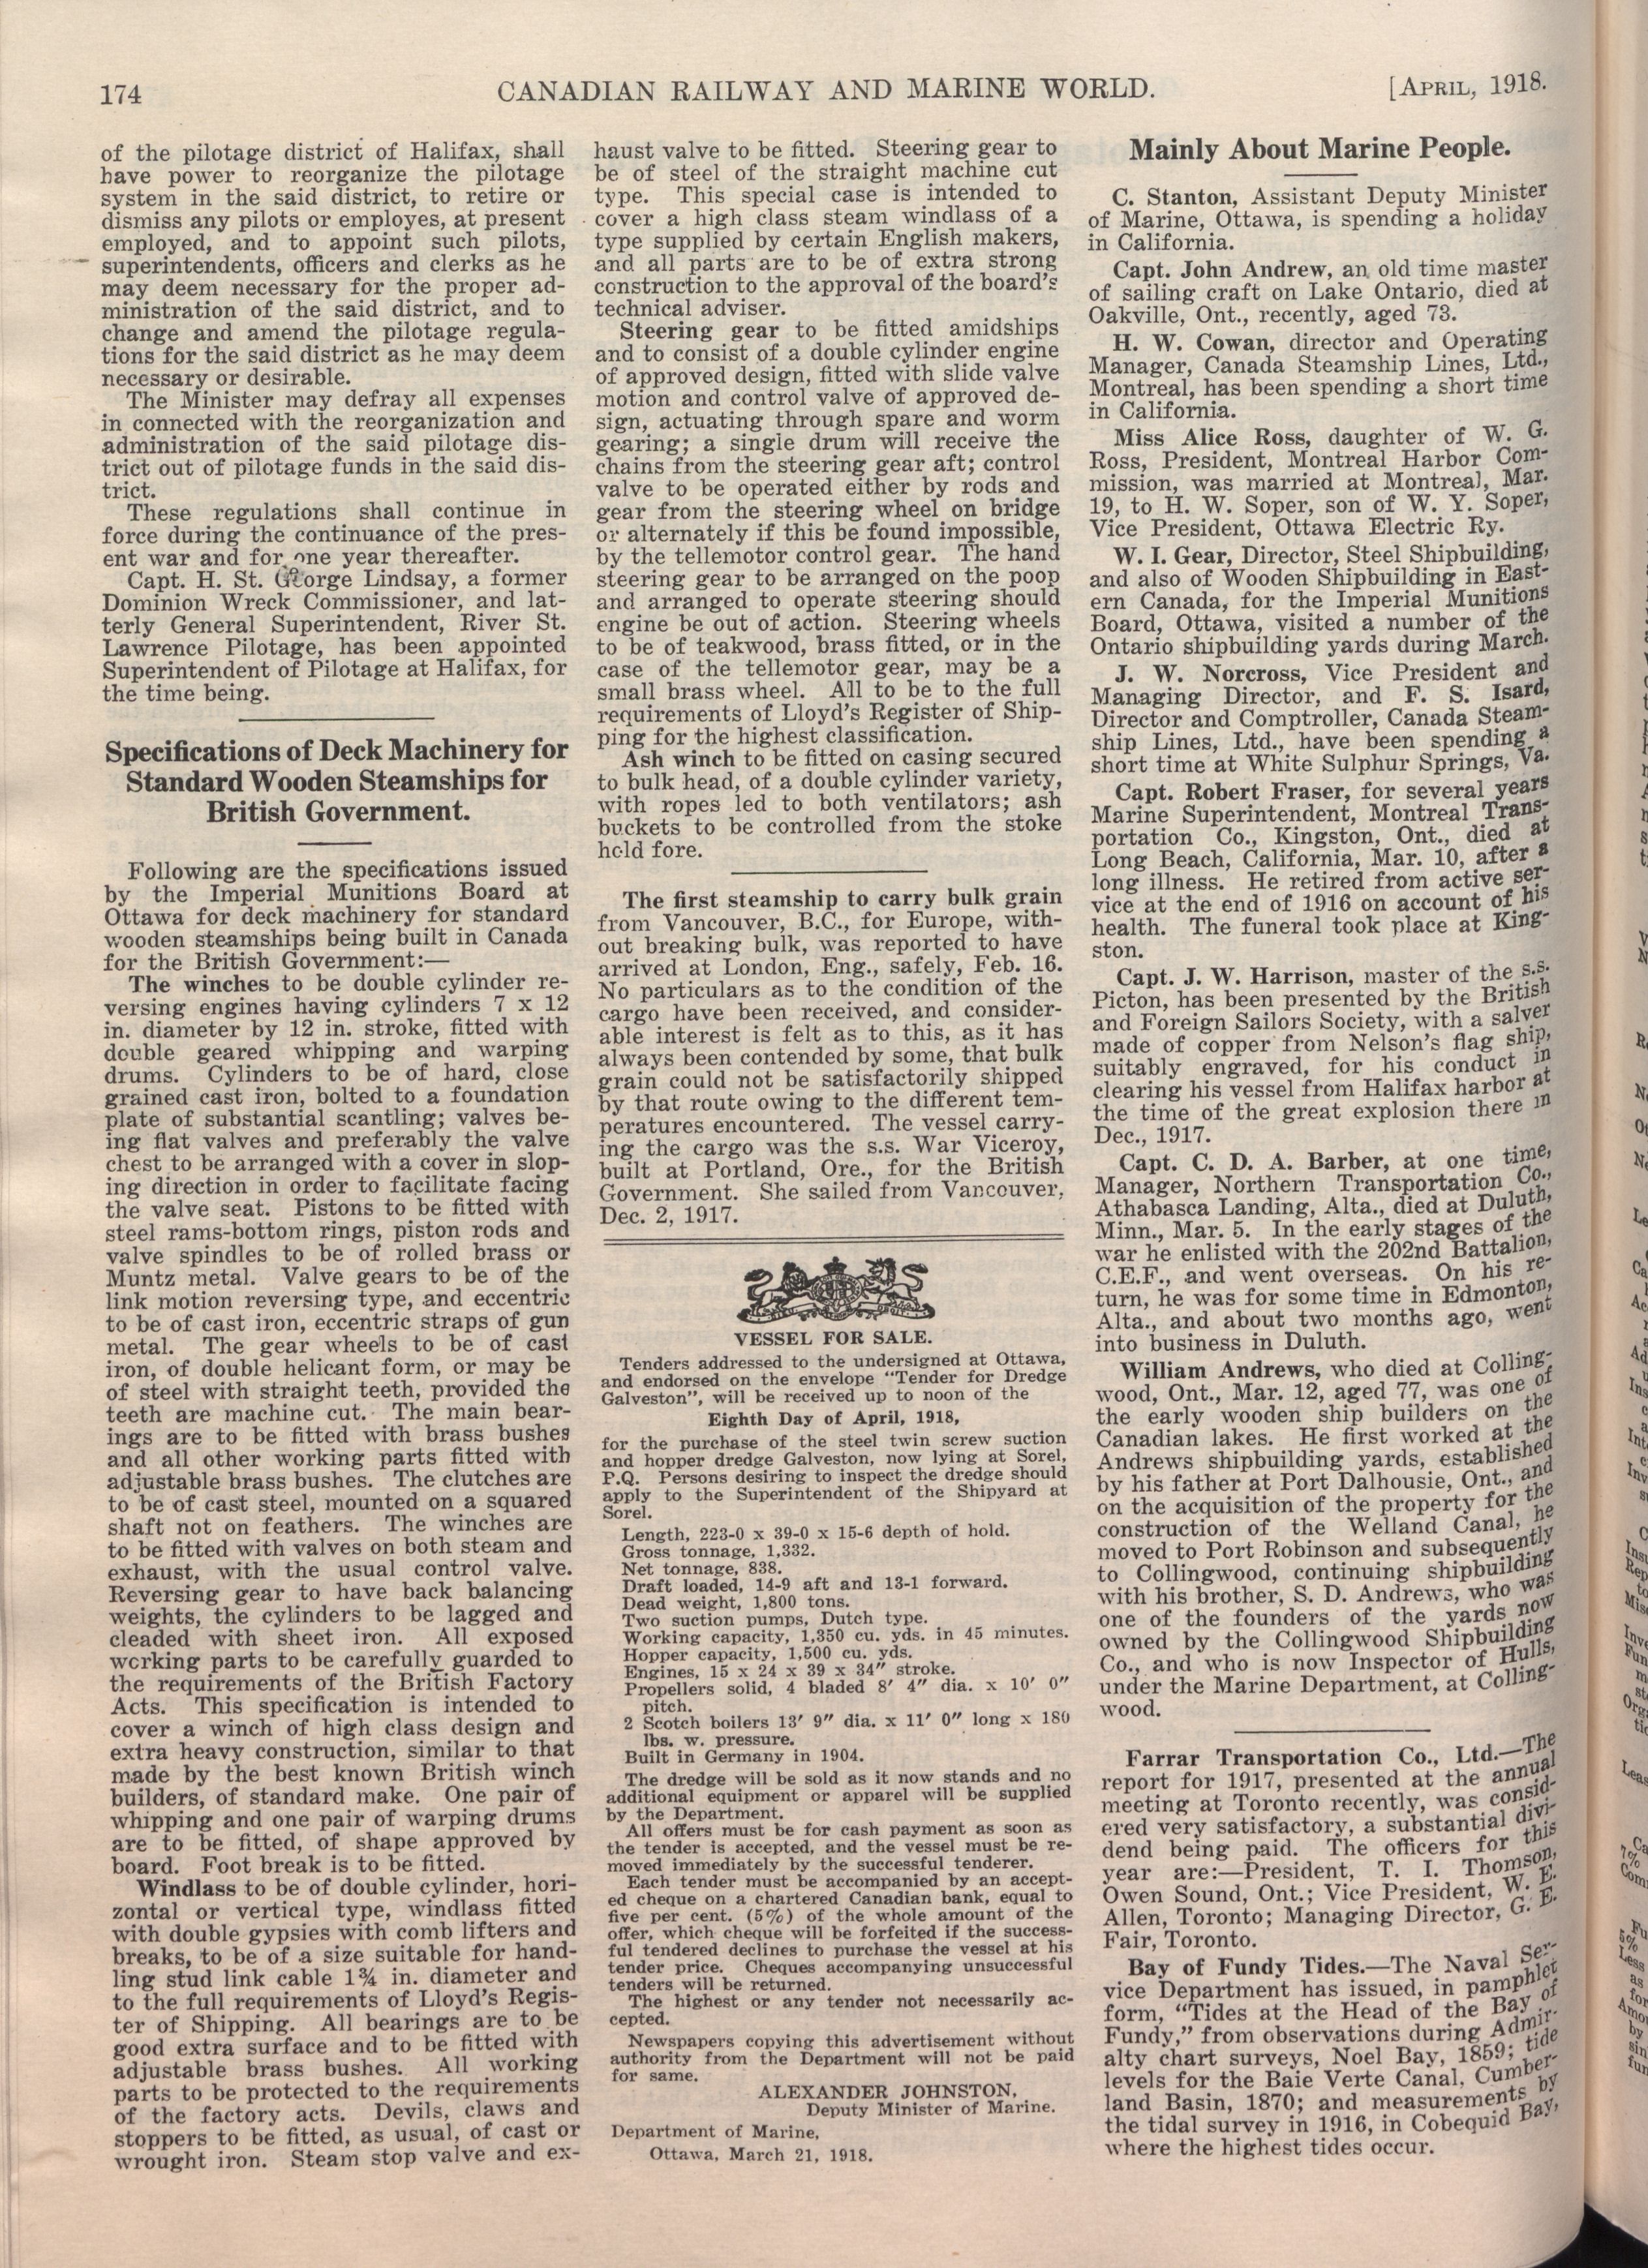 174
CANADIAN RAILWAY AND MARINE WORLD.
[APRIL, 1918.
of the pilotage district of Halifax, shall
have power to reorganize the pilotage
system in the said district, to retire or
dismiss any pilots or employes, at present
employed, and to appoint such pilots,
superintendents, officers and clerks as he
may deem necessary for the proper ad-
ministration of the said district, and to
change and amend the pilotage regula-
tions for the said district as he may deem
necessary or desirable.
The Minister may defray all expenses
in connected with the reorganization and
administration of the said pilotage dis-
trict out of pilotage funds in the said dis-
trict.
These regulations shall continue in
force during the continuance of the pres-
ent war and for one year thereafter.
Capt. H. St. George Lindsay, a former
Dominion Wreck Commissioner, and lat-
terly General Superintendent, River St.
Lawrence Pilotage, has been appointed
Superintendent of Pilotage at Halifax, for
the time being.
Specifications of Deck Machinery for
Standard Wooden Steamships for
British Government.
Following are the specifications issued
by the Imperial Munitions Board at
Ottawa for deck machinery for standard
wooden steamships being built in Canada
for the British Government:—
The winches to be double cylinder re-
versing engines having cylinders 7 x 12
in. diameter by 12 in. stroke, fitted with
double geared whipping and warping
drums. Cylinders to be of hard, close
grained cast iron, bolted to a foundation
plate of substantial scantling; valves be-
ing flat valves and preferably the valve
chest to be arranged with a cover in slop-
ing direction in order to facilitate facing
the valve seat. Pistons to be fitted with
steel rams-bottom rings, piston rods and
valve spindles to be of rolled brass or
Muntz metal. Valve gears to be of the
link motion reversing type, and eccentric
to be of cast iron, eccentric straps of gun
metal. The gear wheels to be of cast
iron, of double helicant form, or may be
of steel with straight teeth, provided the
teeth are machine cut. The main bear-
ings are to be fitted with brass bushes
and all other working parts fitted with
adjustable brass bushes. The clutches are
to be of cast steel, mounted on a squared
shaft not on feathers. The winches are
to be fitted with valves on both steam and
exhaust, with the usual control valve.
Reversing gear to have back balancing
weights, the cylinders to be lagged and
cleaded with sheet iron. All exposed
working parts to be carefully guarded to
the requirements of the British Factory
Acts. This specification is intended to
cover a winch of high class design and
extra heavy construction, similar to that
made by the best known British winch
builders, of standard make. One pair of
whipping and one pair of warping drums
are to be fitted, of shape approved by
board. Foot break is to be fitted.
Windlass to be of double cylinder, hori-
zontal or vertical type, windlass fitted
with double gypsies with comb lifters and
breaks, to be of a size suitable for hand-
ling stud link cable 1¾ in. diameter and
to the full requirements of Lloyd's Regis-
ter of Shipping. All bearings are to be
good extra surface and to be fitted with
adjustable brass bushes. All working
parts to be protected to the requirements
of the factory acts. Devils, claws and
stoppers to be fitted, as usual, of cast or
wrought iron. Steam stop valve and ex-
haust valve to be fitted. Steering gear to
be of steel of the straight machine cut
type. This special case is intended to
cover a high class steam windlass of a
type supplied by certain English makers,
and all parts are to be of extra strong
construction to the approval of the board's
technical adviser.
Steering gear to be fitted amidships
and to consist of a double cylinder engine
of approved design, fitted with slide valve
motion and control valve of approved de-
sign, actuating through spare and worm
gearing; a single drum will receive the
chains from the steering gear aft; control
valve to be operated either by rods and
gear from the steering wheel on bridge
or alternately if this be found impossible,
by the tellemotor control gear. The hand
steering gear to be arranged on the poop
and arranged to operate steering should
engine be out of action. Steering wheels
to be of teakwood, brass fitted, or in the
case of the tellemotor gear, may be a
small brass wheel. All to be to the full
requirements of Lloyd's Register of Ship-
ping for the highest classification.
Ash winch to be fitted on casing secured
to bulk head, of a double cylinder variety,
with ropes led to both ventilators; ash
buckets to be controlled from the stoke
hold fore.
The first steamship to carry bulk grain
from Vancouver, B.C., for Europe, with-
out breaking bulk, was reported to have
arrived at London, Eng., safely, Feb. 16.
No particulars as to the condition of the
cargo have been received, and consider-
able interest is felt as to this, as it has
always been contended by some, that bulk
grain could not be satisfactorily shipped
by that route owing to the different tem-
peratures encountered. The vessel carry-
ing the cargo was the s.s. War Viceroy,
built at Portland, Ore., for the British
Government. She sailed from Vancouver,
Dec. 2, 1917.
VESSEL FOR SALE.
Tenders addressed to the undersigned at Ottawa,
and endorsed on the envelope "Tender for Dredge
Galveston", will be received up to noon of the
Eighth Day of April, 1918,
for the purchase of the steel twin screw suction
and hopper dredge Galveston, now lying at Sorel,
P.Q. Persons desiring to inspect the dredge should
apply to the Superintendent of the Shipyard at
Sorel.
Length, 223-0 x 39-0 x 15-6 depth of hold.
Gross tonnage, 1,332.
Net tonnage, 838.
Draft loaded, 14-9 aft and 13-1 forward.
Dead weight, 1,800 tons.
Two suction pumps, Dutch type.
Working capacity, 1,350 cu. yds. in 45 minutes.
Hopper capacity, 1,500 cu. yds.
Engines, 15 x 24 x 39 x 34″ stroke.
Propellers solid, 4 bladed 8′ 4″ dia. x 10′ 0″
pitch.
2 Scotch boilers 13′ 9″ dia. x 11′ 0″ long x 180
lbs. w. pressure.
Built in Germany in 1904.
The dredge will be sold as it now stands and no
additional equipment or apparel will be supplied
by the Department.
All offers must be for cash payment as soon as
the tender is accepted, and the vessel must be re-
moved immediately by the successful tenderer.
Each tender must be accompanied by an accept-
ed cheque on a chartered Canadian bank, equal to
five per cent. (5%) of the whole amount of the
offer, which cheque will be forfeited if the success-
ful tendered declines to purchase the vessel at his
tender price. Cheques accompanying unsuccessful
tenders will be returned.
The highest or any tender not necessarily ac-
cepted.
Newspapers copying this advertisement without
authority from the Department will not be paid
for same.
ALEXANDER JOHNSTON,
Deputy Minister of Marine.
Department of Marine,
Ottawa, March 21, 1918.
Mainly About Marine People.
C. Stanton, Assistant Deputy Minister
of Marine, Ottawa, is spending a holiday
in California.
Capt. John Andrew, an old time master
of sailing craft on Lake Ontario, died at
Oakville, Ont., recently, aged 73.
H. W. Cowan, director and Operating
Manager, Canada Steamship Lines, Ltd.,
Montreal, has been spending a short time
in California.
Miss Alice Ross, daughter of W. G.
Ross, President, Montreal Harbor Com-
mission, was married at Montreal, Mar.
19, to H. W. Soper, son of W. Y. Soper,
Vice President, Ottawa Electric Ry.
W. I. Gear, Director, Steel Shipbuilding,
and also of Wooden Shipbuilding in East-
ern Canada, for the Imperial Munitions
Board, Ottawa, visited a number of the
Ontario shipbuilding yards during March.
J. W. Norcross, Vice President and
Managing Director, and F. S. Isard,
Director and Comptroller, Canada Steam-
ship Lines, Ltd., have been spending a
short time at White Sulphur Springs, Va.
Capt. Robert Fraser, for several years
Marine Superintendent, Montreal Trans-
portation Co., Kingston, Ont., died at
Long Beach, California, Mar. 10, after a
long illness. He retired from active ser-
vice at the end of 1916 on account of his
health. The funeral took place at King-
ston.
Capt. J. W. Harrison, master of the s.s.
Picton, has been presented by the British
and Foreign Sailors Society, with a salver
made of copper from Nelson's flag ship,
suitably engraved, for his conduct in
clearing his vessel from Halifax harbor at
the time of the great explosion there in
Dec., 1917.
Capt. C. D. A. Barber, at one time,
Manager, Northern Transportation Co.,
Athabasca Landing, Alta., died at Duluth,
Minn., Mar. 5. In the early stages of the
war he enlisted with the 202nd Battalion,
C.E.F., and went overseas. On his re-
turn, he was for some time in Edmonton,
Alta., and about two months ago, went
into business in Duluth.
William Andrews, who died at Colling-
wood, Ont., Mar. 12, aged 77, was one of
the early wooden ship builders on the
Canadian lakes. He first worked at the
Andrews shipbuilding yards, established
by his father at Port Dalhousie, Ont., and
on the acquisition of the property for the
construction of the Welland Canal, he
moved to Port Robinson and subsequently
to Collingwood, continuing shipbuilding
with his brother, S. D. Andrews, who was
one of the founders of the yards now
owned by the Collingwood Shipbuilding
Co., and who is now Inspector of Hulls,
under the Marine Department, at Colling-
wood.
Farrar Transportation Co., Ltd.—The
report for 1917, presented at the annual
meeting at Toronto recently, was consid-
ered very satisfactory, a substantial divi-
dend being paid. The officers for this
year are:—President, T. I. Thomson,
Owen Sound, Ont.; Vice President, W. E.
Allen, Toronto; Managing Director, G. E.
Fair, Toronto.
Bay of Fundy Tides.—The Naval Ser-
vice Department has issued, in pamphlet
form, "Tides at the Head of the Bay of
Fundy," from observations during Admir-
alty chart surveys, Noel Bay, 1859; tide
levels for the Baie Verte Canal, Cumber-
land Basin, 1870; and measurements by
the tidal survey in 1916, in Cobequid Bay,
where the highest tides occur.